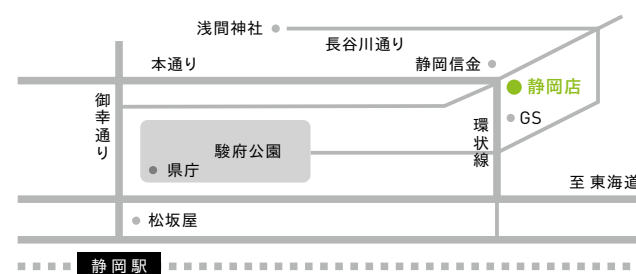 浅間神社
長谷川通り
本通り
静岡信金
静岡店
御幸通り
GS
環状線
駿府公園
県庁
至 東海道
松坂屋
静岡駅